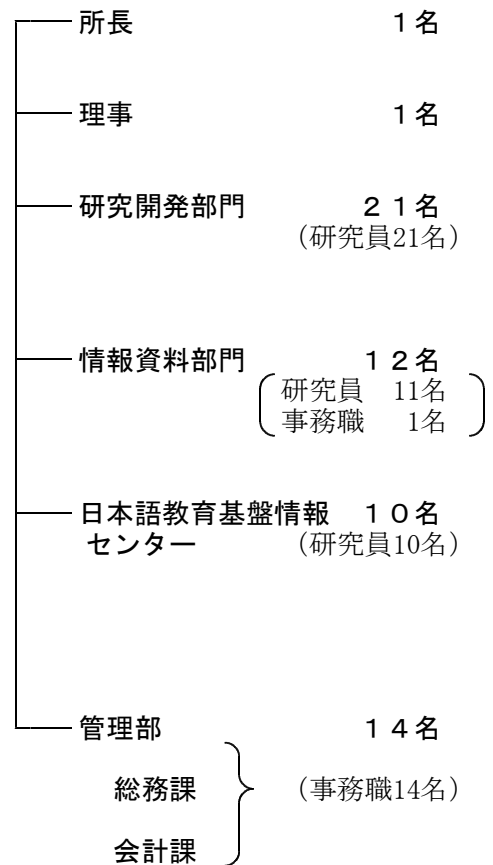 所長　１名
理事　１名
研究開発部門　２１名
（研究員21名）
情報資料部門　１２名
研究員　11名
事務職　1名
日本語教育基盤情報　１０名
センター　（研究員10名）
管理部　１４名
総務課　（事務職14名）
会計課